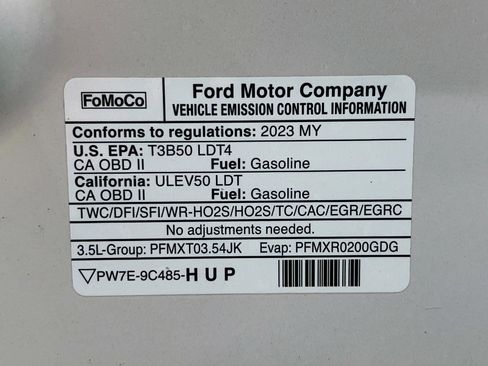 FoMoCo
Ford Motor Company
VEHICLE EMISSION CONTROL INFORMATION
Conforms to regulations: 2023 MY
U.S. EPA: T3B50 LDT4
CA OBD II Fuel: Gasoline
California: ULEV50 LDT
CA OBD II Fuel: Gasoline
TWC/DFI/SFI/WR-HO2S/HO2S/TC/CAC/EGR/EGRC
No adjustments needed.
3.5L-Group: PFMXT03.54JK Evap: PFMXR0200GDG
PW7E-9C485-HUP